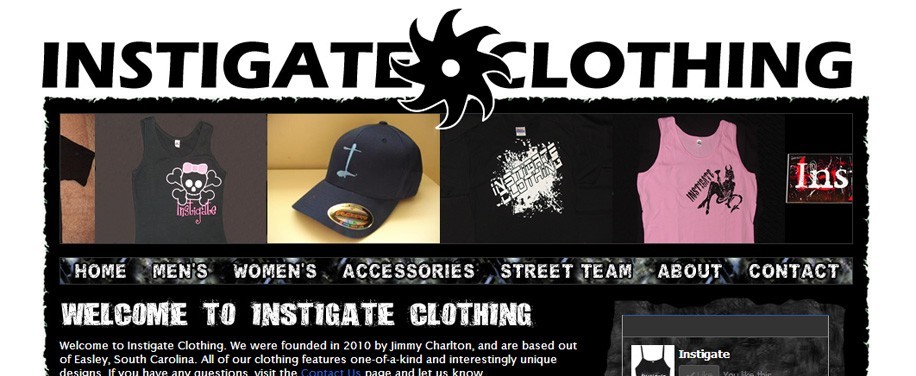 INSTIGATE CLOTHING
instigate
INSTIGATE
CLOTHING
INSTIGATE
Ins
HOME MEN'S WOMEN'S ACCESSORIES STREET TEAM ABOUT CONTACT
WELCOME TO INSTIGATE CLOTHING
Welcome to Instigate Clothing. We were founded in 2010 by Jimmy Charlton, and are based out
of Easley, South Carolina. All of our clothing features one-of-a-kind and interestingly unique
designs. If you have any questions, visit the Contact Us page and let us know
Instigate
Like You like this